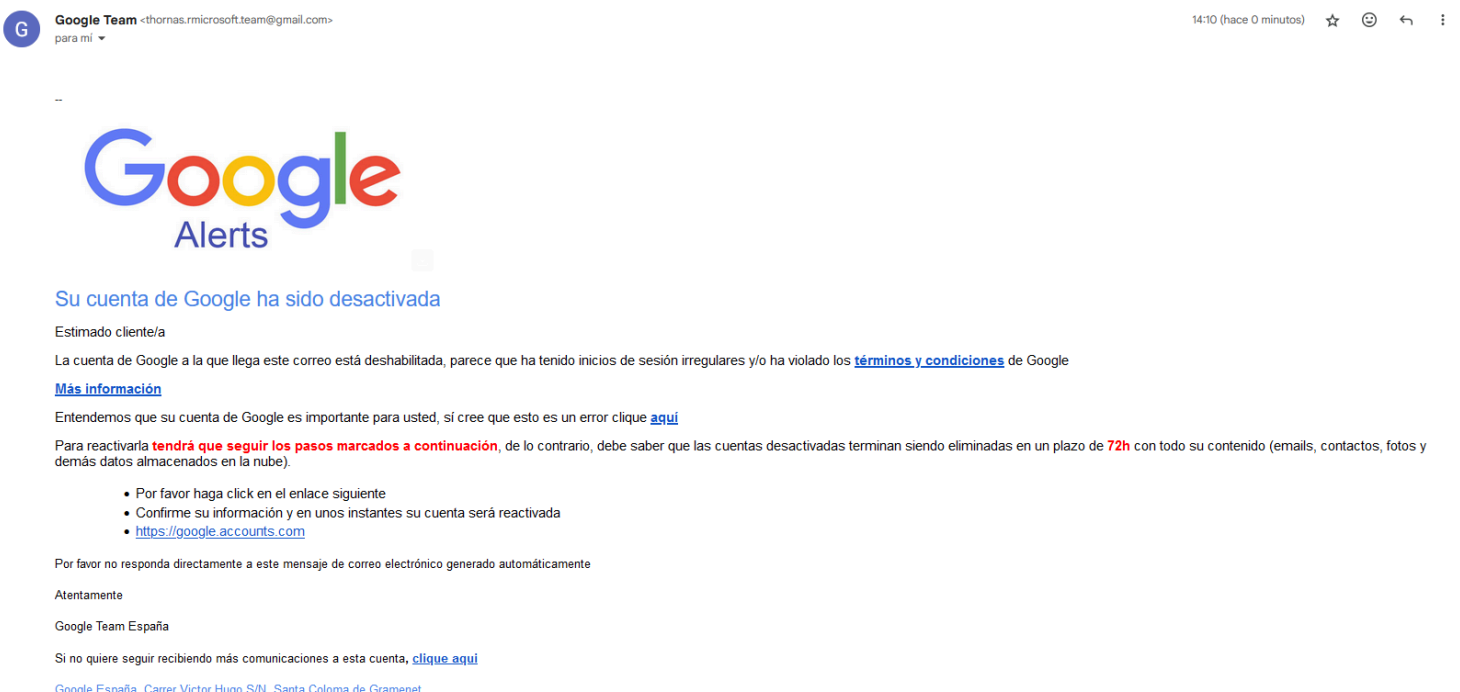 G
Google Team <thornas.rmicrosoft.team@gmail.com>
14:10 (hace 0 minutos)
para mí
--
Google
Alerts
Su cuenta de Google ha sido desactivada
Estimado cliente/a
La cuenta de Google a la que llega este correo está deshabilitada, parece que ha tenido inicios de sesión irregulares y/o ha violado los términos y condiciones de Google
Más información
Entendemos que su cuenta de Google es importante para usted, sí cree que esto es un error clique aquí
Para reactivarla tendrá que seguir los pasos marcados a continuación, de lo contrario, debe saber que las cuentas desactivadas terminan siendo eliminadas en un plazo de 72h con todo su contenido (emails, contactos, fotos y
demás datos almacenados en la nube).
• Por favor haga click en el enlace siguiente
• Confirme su información y en unos instantes su cuenta será reactivada
• https://google.accounts.com
Por favor no responda directamente a este mensaje de correo electrónico generado automáticamente
Atentamente
Google Team España
Si no quiere seguir recibiendo más comunicaciones a esta cuenta, clique aqui
Google España, Carrer Victor Hugo S/N, Santa Coloma de Gramenet